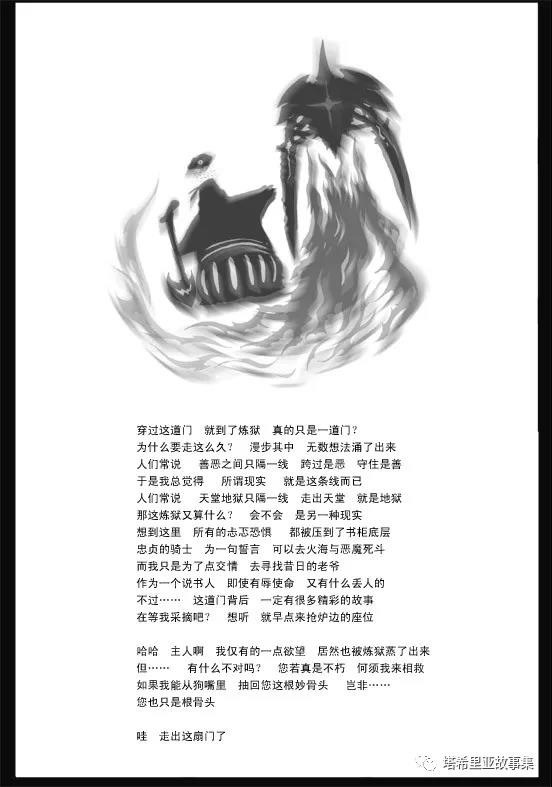 穿过这道门 就到了炼狱 真的只是一道门？
为什么要走这么久？ 漫步其中 无数想法涌了出来
人们常说 善恶之间只隔一线 跨过是恶 守住是善
于是我总觉得 所谓现实 就是这条线而已
人们常说 天堂地狱只隔一线 走出天堂 就是地狱
那这炼狱又算什么？ 会不会 是另一种现实
想到这里 所有的忐忑恐惧 都被压到了书柜底层
忠贞的骑士 为一句誓言 可以去火海与恶魔死斗
而我只是为了点交情 去寻找昔日的老爷
作为一个说书人 即使有辱使命 又有什么丢人的
不过…… 这道门背后 一定有很多精彩的故事
在等我采摘吧？ 想听 就早点来抢炉边的座位
哈哈 主人啊 我仅有的一点欲望 居然也被炼狱蒸了出来
但…… 有什么不对吗？ 您若真是不朽 何须我来相救
如果我能从狗嘴里 抽回您这根妙骨头 岂非……
您也只是根骨头
哇 走出这扇门了
塔希里亚故事集